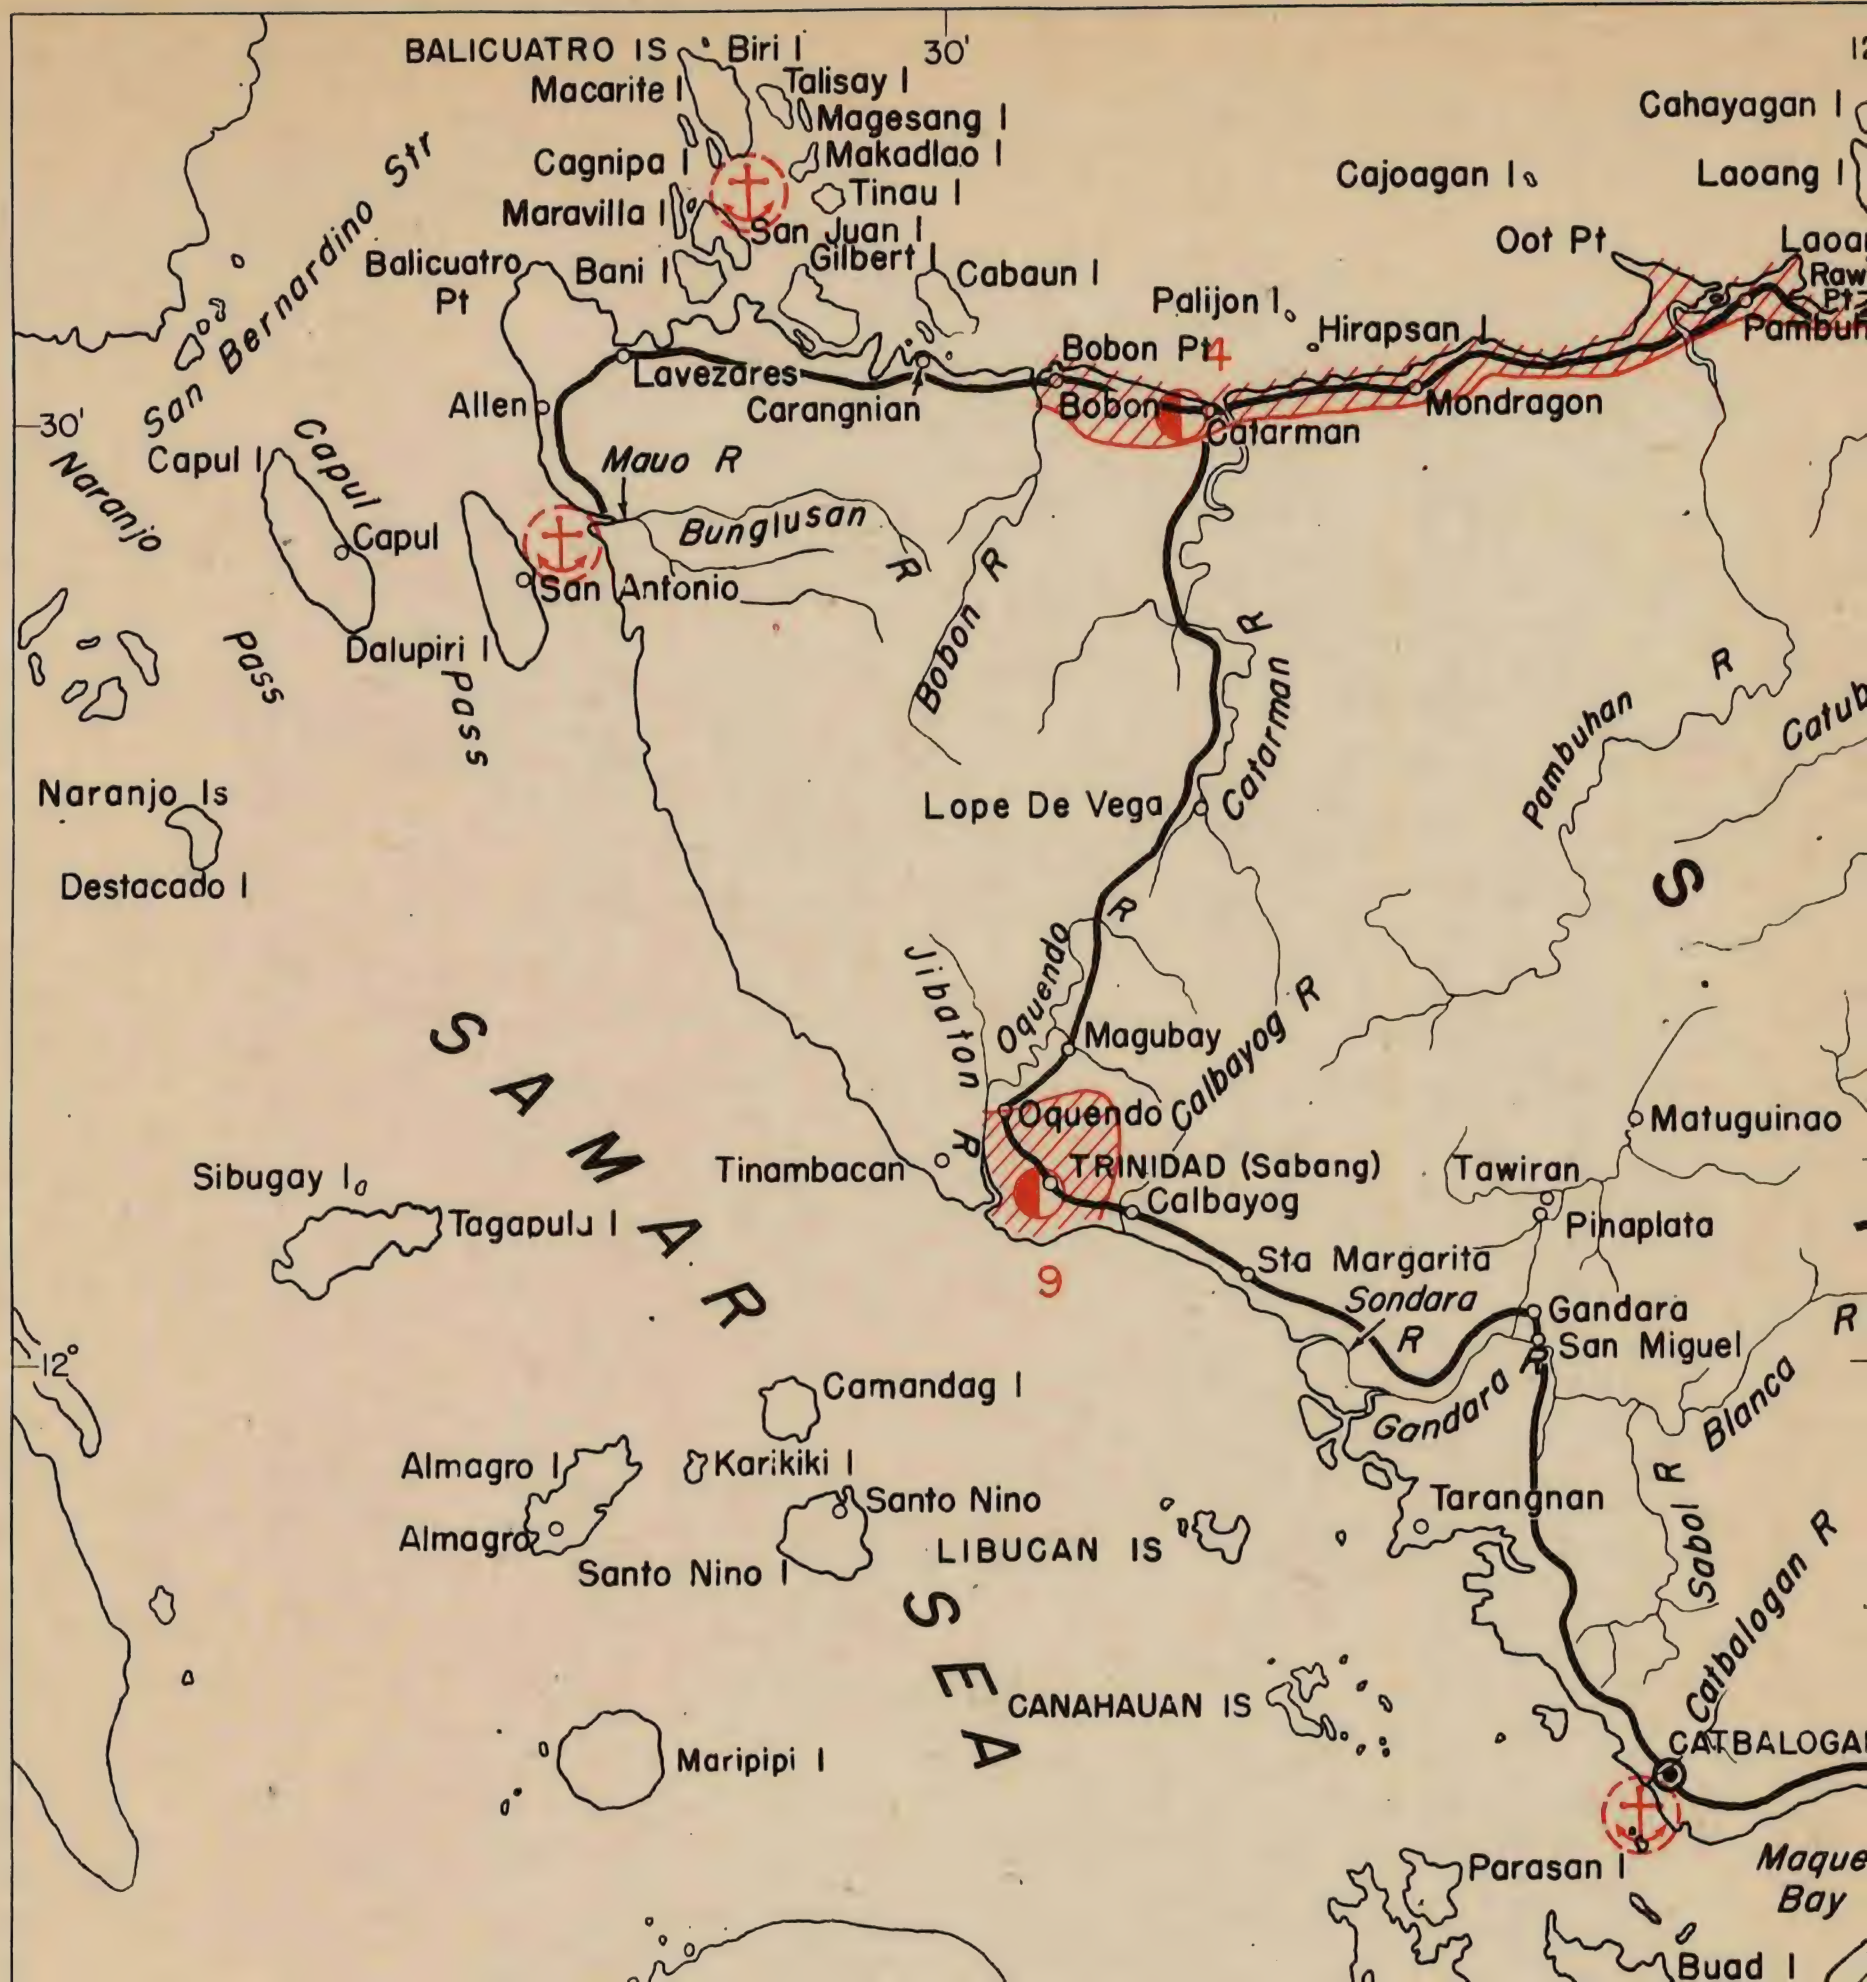 BALICUATRO IS
Biri I
30'
Macarite I
Talisay I
Cahayagan I
Magesang I
Cagnipa I
Makadlao I
Cajoagan I
Laoang I
Maravilla I
Tinau I
San Juan I
Oot Pt
Balicuatro
Pt
Bani I
Gilbert I
Cabaun I
San Bernardino Str
Palijon I
Hirapsan I
Bobon Pt
4
Lavezares
Allen
Carangnian
Bobon
Mondragon
Catarman
30'
Naranjo
Pass
Capul I
Capul
Pass
Capul
Mauo R
Bunglusan
R
San Antonio
Dalupiri I
Bobon R
Catarman R
Pambuhan R
Naranjo Is
Destacado I
Lope De Vega
S
Jibaton
R
Oquendo R
Magubay
Calbayog R
Oquendo
Matuguinao
Tinambacan
TRINIDAD (Sabang)
Calbayog
Tawiran
Pinaplata
Sibugay I
Tagapula I
9
Sta Margarita
Sondara
R
Gandara
San Miguel
R
12°
SAMAR
SEA
Gandara R
Blanca
Camandag I
Almagro I
Karikiki I
Almagro
Santo Nino
Santo Nino I
LIBUCAN IS
Tarangnan
Sabol R
Catbalogan R
CANAHAUAN IS
Maripipi I
Parasan I
Bay
Buad I